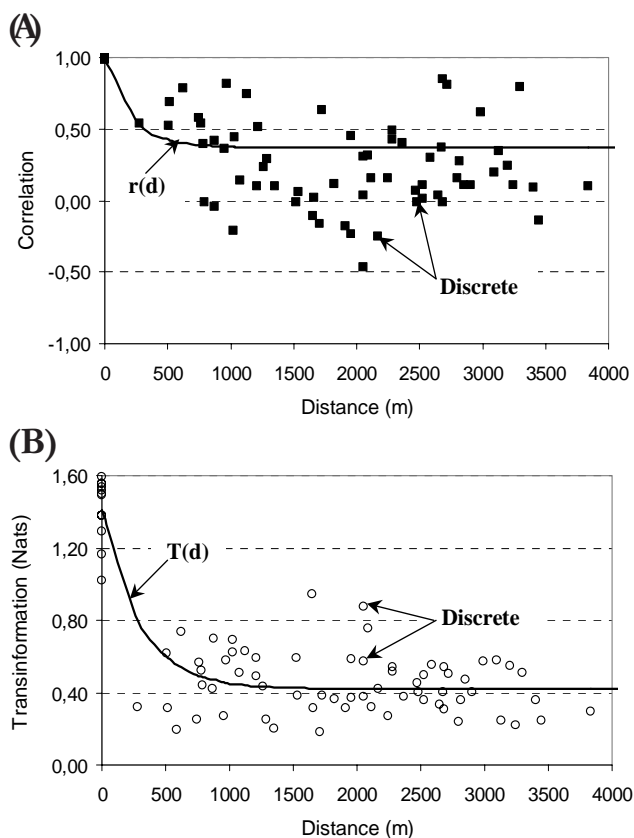 (A)
1,00
0,50
0,00
-0,50
-1,00
Correlation
r(d)
Discrete
0 500 1000 1500 2000 2500 3000 3500 4000
Distance (m)
(B)
1,60
1,20
0,80
0,40
0,00
Transinformation (Nats)
T(d)
Discrete
0 500 1000 1500 2000 2500 3000 3500 4000
Distance (m)